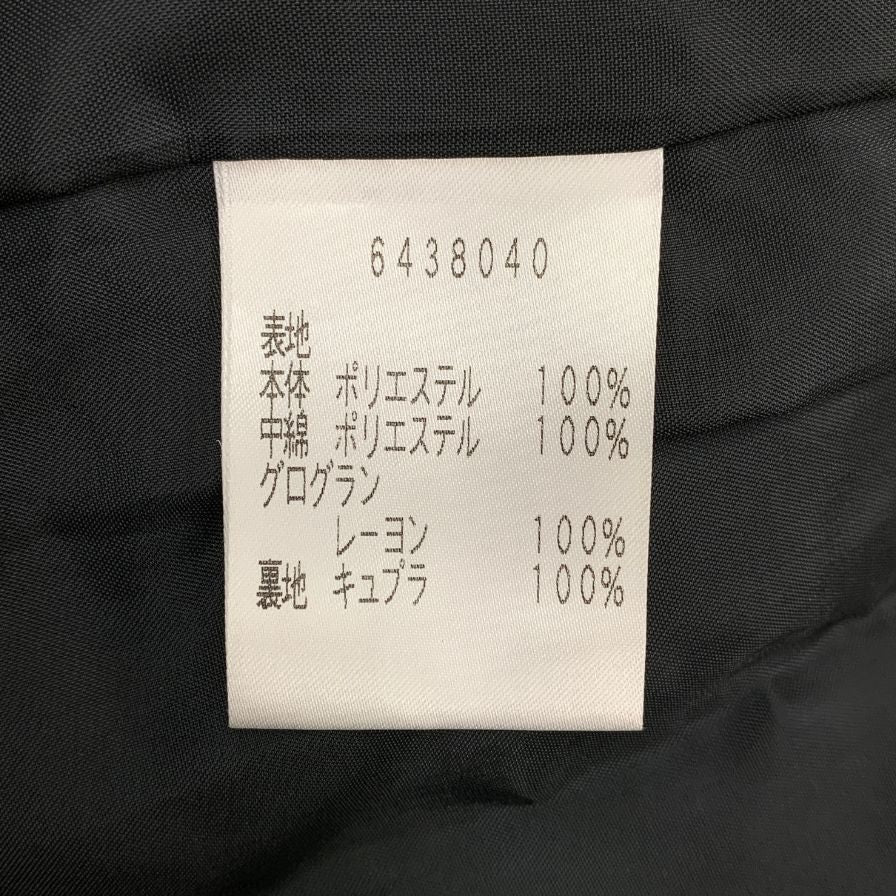 6438040
表地
本体 ポリエステル 100%
中綿 ポリエステル 100%
グログラン
レーヨン 100%
裏地 キュプラ 100%